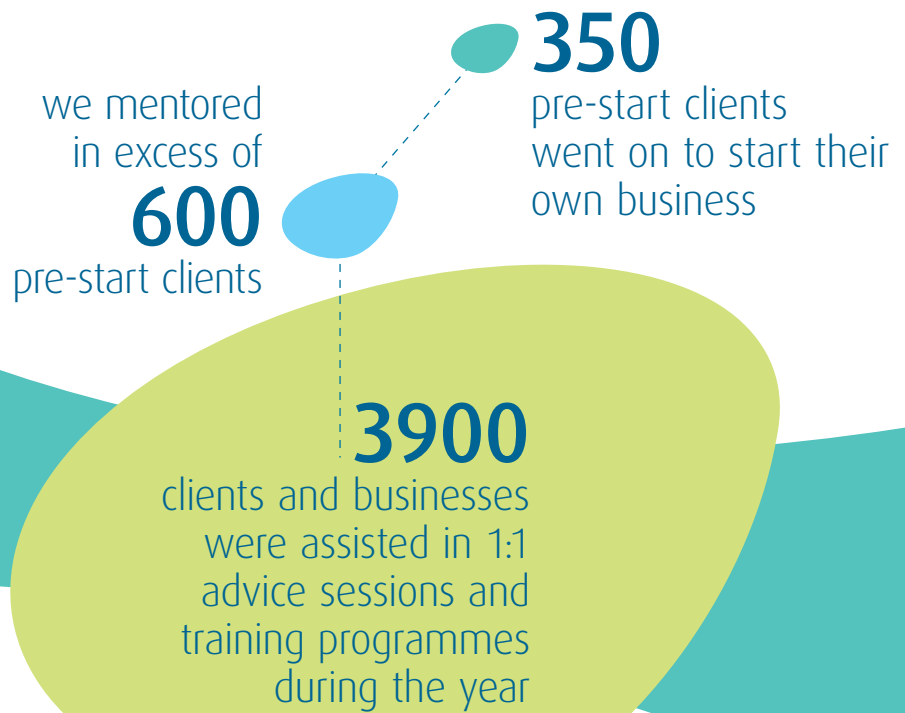 350
pre-start clients
went on to start their
own business
we mentored
in excess of
600
pre-start clients
3900
clients and businesses
were assisted in 1:1
advice sessions and
training programmes
during the year